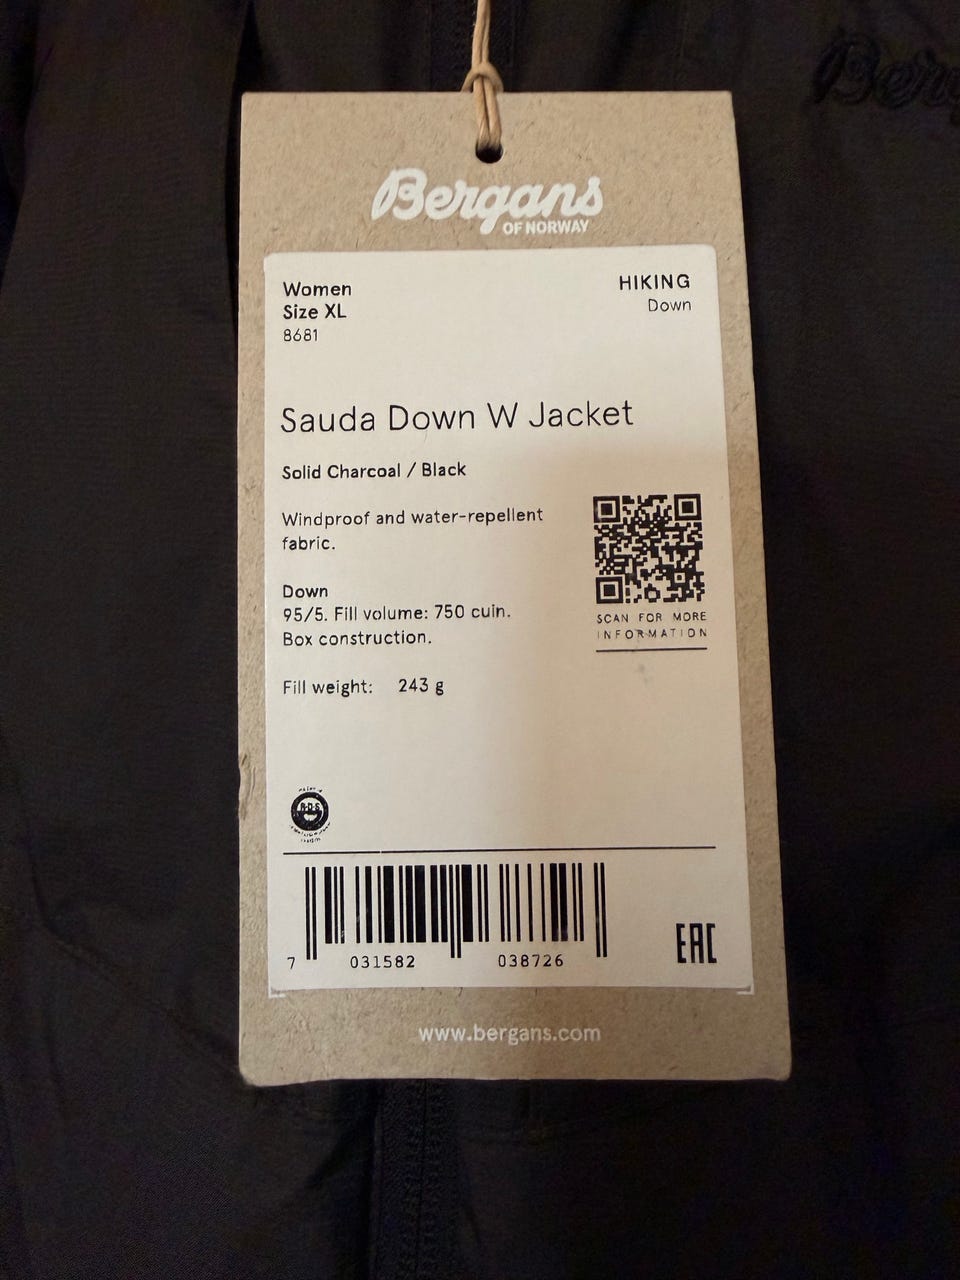 Berg
Bergans
OF NORWAY
Women
Size XL
8681
HIKING
Down
Sauda Down W Jacket
Solid Charcoal / Black
Windproof and water-repellent
fabric.
SCAN FOR MORE
INFORMATION
Down
95/5. Fill volume: 750 cuin.
Box construction.
Fill weight: 243 g
RDS
7 031582 038726
EAC
www.bergans.com